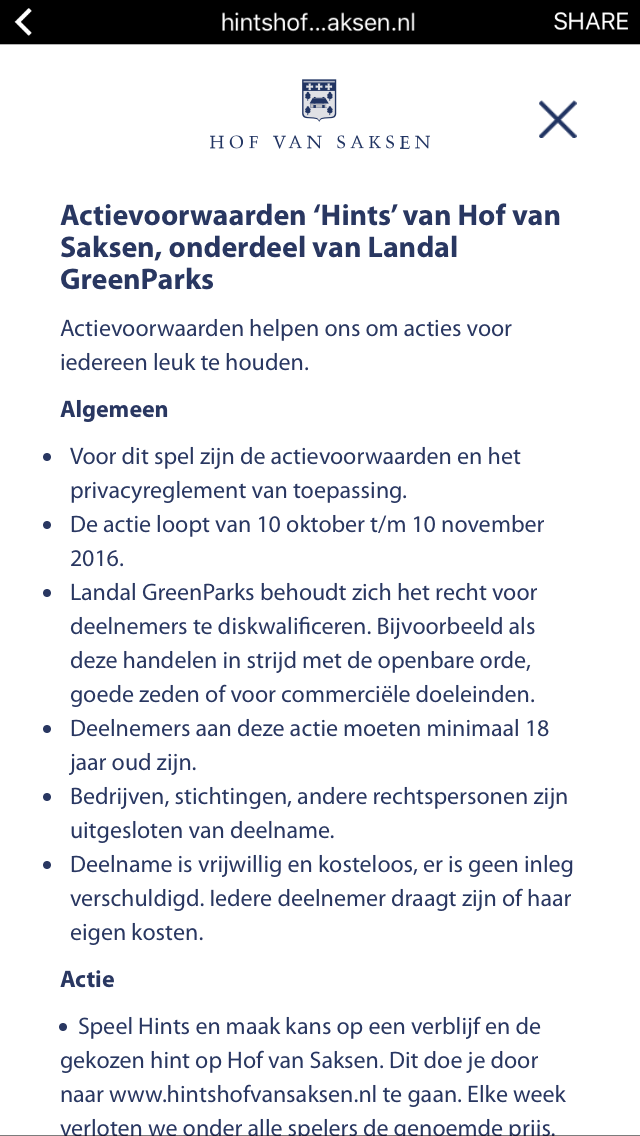 hintshof...aksen.nl
SHARE
HOF VAN SAKSEN
Actievoorwaarden ‘Hints’ van Hof van
Saksen, onderdeel van Landal
GreenParks
Actievoorwaarden helpen ons om acties voor
iedereen leuk te houden.
Algemeen
• Voor dit spel zijn de actievoorwaarden en het
privacyreglement van toepassing.
• De actie loopt van 10 oktober t/m 10 november
2016.
• Landal GreenParks behoudt zich het recht voor
deelnemers te diskwalificeren. Bijvoorbeeld als
deze handelen in strijd met de openbare orde,
goede zeden of voor commerciële doeleinden.
• Deelnemers aan deze actie moeten minimaal 18
jaar oud zijn.
• Bedrijven, stichtingen, andere rechtspersonen zijn
uitgesloten van deelname.
• Deelname is vrijwillig en kosteloos, er is geen inleg
verschuldigd. Iedere deelnemer draagt zijn of haar
eigen kosten.
Actie
• Speel Hints en maak kans op een verblijf en de
gekozen hint op Hof van Saksen. Dit doe je door
naar www.hintshofvansaksen.nl te gaan. Elke week
verloten we onder alle spelers de genoemde prijs.